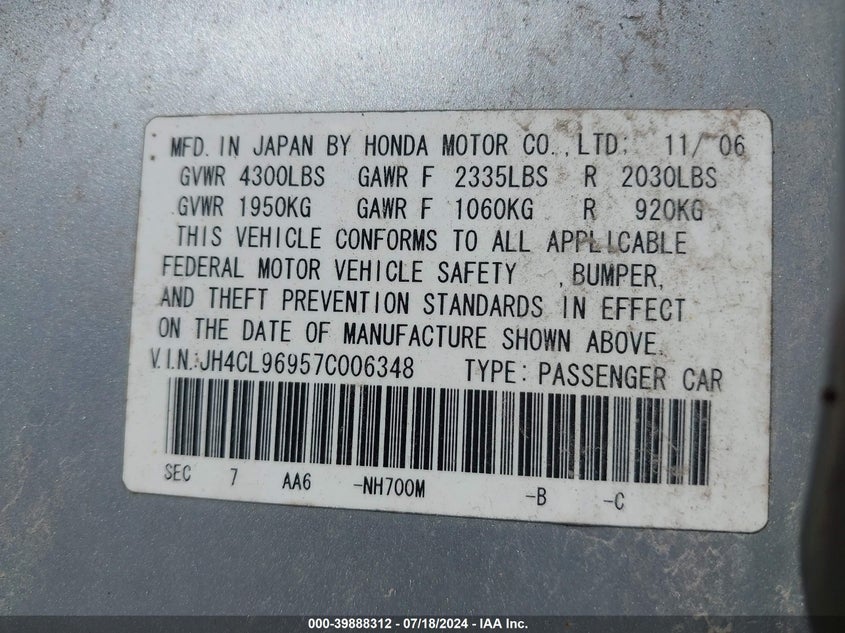 MFD. IN JAPAN BY HONDA MOTOR CO., LTD: 11/ 06
GVWR 4300LBS GAWR F 2335LBS R 2030LBS
GVWR 1950KG GAWR F 1060KG R 920KG
THIS VEHICLE CONFORMS TO ALL APPLICABLE
FEDERAL MOTOR VEHICLE SAFETY , BUMPER,
AND THEFT PREVENTION STANDARDS IN EFFECT
ON THE DATE OF MANUFACTURE SHOWN ABOVE.
V.I.N.:JH4CL96957C006348 TYPE: PASSENGER CAR
SEC 7 AA6 -NH700M -B -C
000-39888312 - 07/18/2024 - IAA Inc.